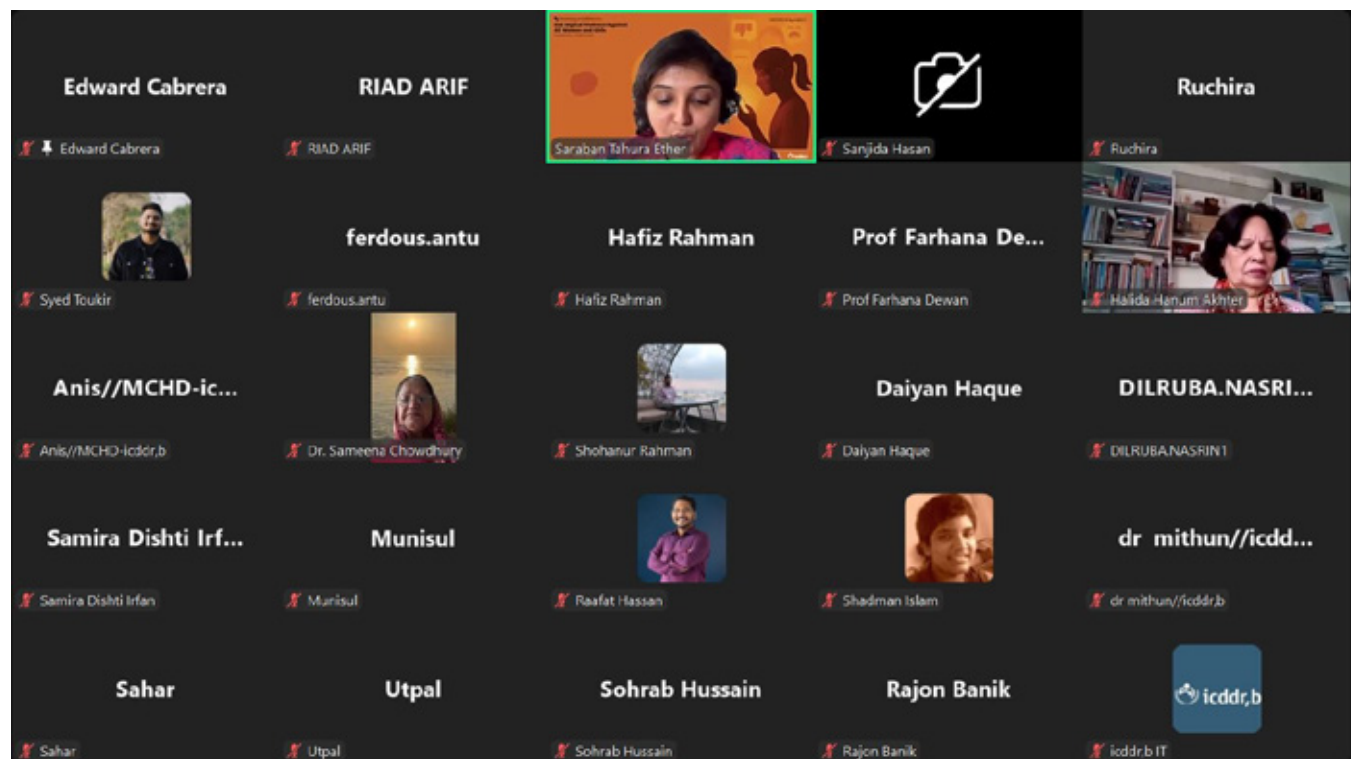 Edward Cabrera
RIAD ARIF
Ruchira
Edward Cabrera
RIAD ARIF
Saraban Tahura Ether
Sanjida Hasan
Ruchira
ferdous.antu
Hafiz Rahman
Prof Farhana De...
Syed Toukir
ferdous.antu
Hafiz Rahman
Prof Farhana Dewan
Halida Hanum Akhter
Anis//MCHD-ic...
Daiyan Haque
DILRUBA.NASRI...
Anis//MCHD-icddr,b
Dr. Sameena Chowdhury
Shohanur Rahman
Daiyan Haque
DILRUBA.NASRIN1
Samira Dishti Irf...
Munisul
dr mithun//icdd...
Samira Dishti Irfan
Munisul
Raafat Hassan
Shadman Islam
dr mithun//icddr,b
Sahar
Utpal
Sohrab Hussain
Rajon Banik
icddr,b
Sahar
Utpal
Sohrab Hussain
Rajon Banik
icddr.b IT